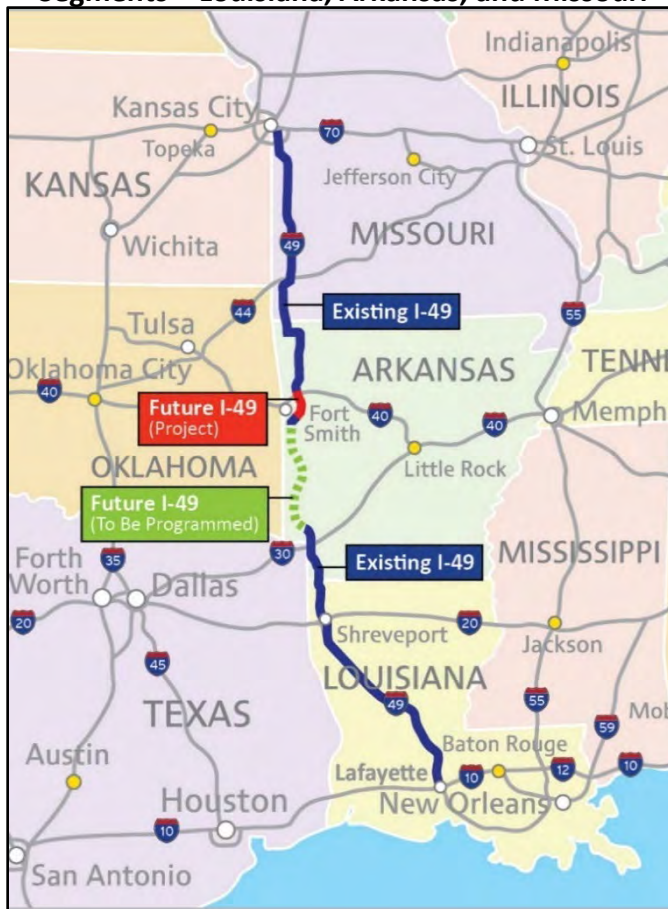 Segments – Louisiana, Arkansas, and Missouri
Indianapolis
ILLINOIS
Kansas City
70
Topeka
St. Louis
Jefferson City
KANSAS
MISSOURI
Wichita
49
44
Existing I-49
55
Tulsa
ARKANSAS
TENNE
Oklahoma City
40
Future I-49
(Project)
Fort
Smith
40
40
Memph
Little Rock
OKLAHOMA
Future I-49
(To Be Programmed)
MISSISSIPPI
35
30
Existing I-49
Forth
Worth
Dallas
20
20
Shreveport
Jackson
45
LOUISIANA
TEXAS
49
55
59
Mob
Austin
Baton Rouge
Lafayette
10
12
10
Houston
New Orleans
10
San Antonio